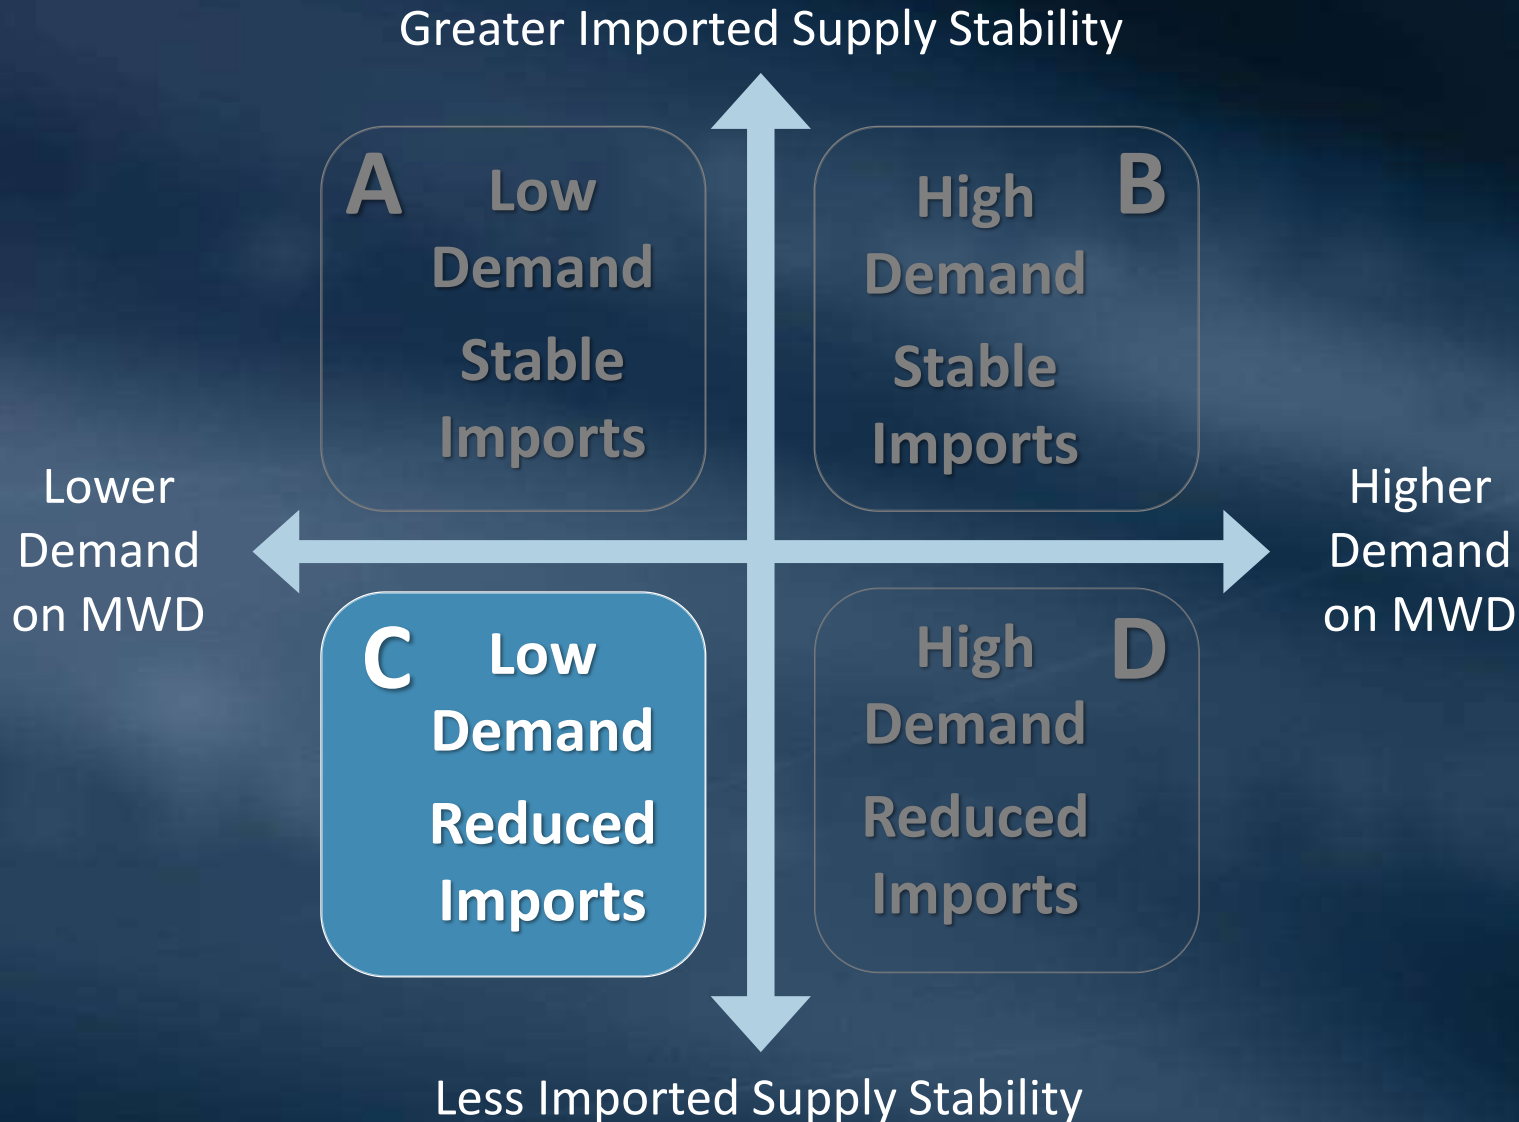 Greater Imported Supply Stability
A
Low
Demand
Stable
Imports
B
High
Demand
Stable
Imports
Lower
Demand
on MWD
Higher
Demand
on MWD
C
Low
Demand
Reduced
Imports
D
High
Demand
Reduced
Imports
Less Imported Supply Stability